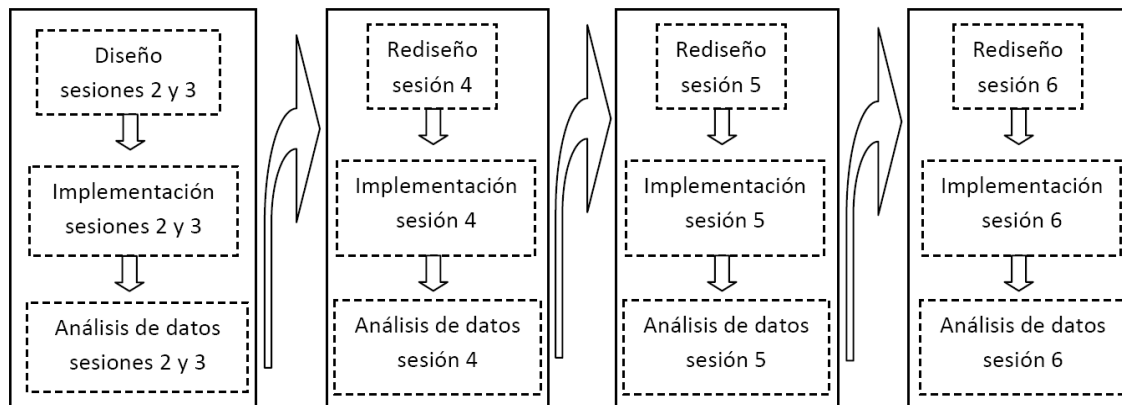 Diseño
sesiones 2 y 3
Implementación
sesiones 2 y 3
Análisis de datos
sesiones 2 y 3
Rediseño
sesión 4
Implementación
sesión 4
Análisis de datos
sesión 4
Rediseño
sesión 5
Implementación
sesión 5
Análisis de datos
sesión 5
Rediseño
sesión 6
Implementación
sesión 6
Análisis de datos
sesión 6